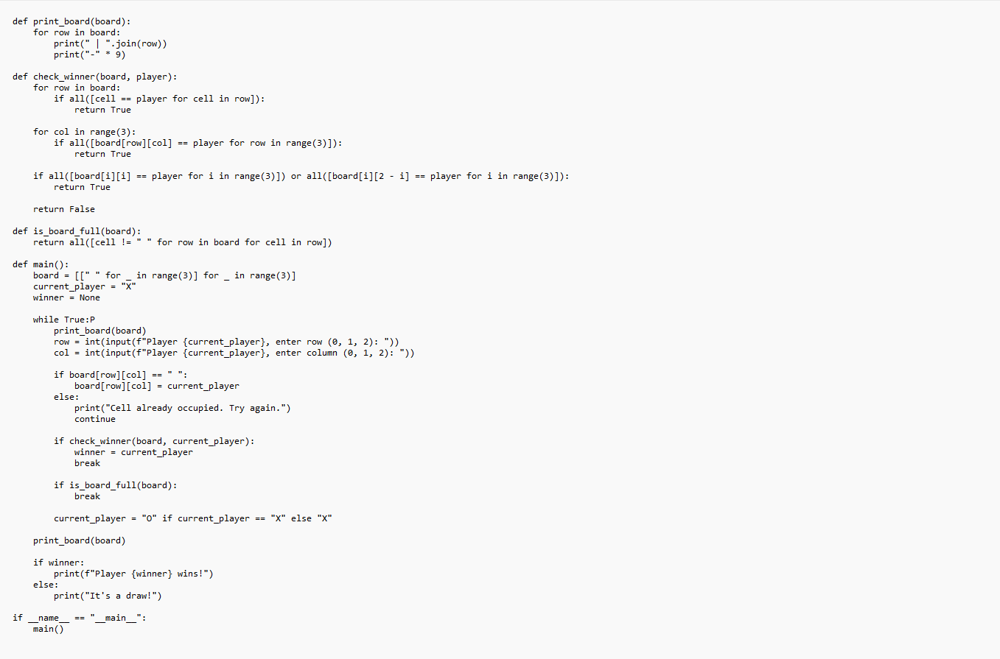 def print_board(board):
    for row in board:
        print(" | ".join(row))
        print("-" * 9)

def check_winner(board, player):
    for row in board:
        if all([cell == player for cell in row]):
            return True

    for col in range(3):
        if all([board[row][col] == player for row in range(3)]):
            return True

    if all([board[i][i] == player for i in range(3)]) or all([board[i][2 - i] == player for i in range(3)]):
        return True

    return False

def is_board_full(board):
    return all([cell != " " for row in board for cell in row])

def main():
    board = [[" " for _ in range(3)] for _ in range(3)]
    current_player = "X"
    winner = None

    while True:P
        print_board(board)
        row = int(input(f"Player {current_player}, enter row (0, 1, 2): "))
        col = int(input(f"Player {current_player}, enter column (0, 1, 2): "))

        if board[row][col] == " ":
            board[row][col] = current_player
        else:
            print("Cell already occupied. Try again.")
            continue

        if check_winner(board, current_player):
            winner = current_player
            break

        if is_board_full(board):
            break

        current_player = "O" if current_player == "X" else "X"

    print_board(board)

    if winner:
        print(f"Player {winner} wins!")
    else:
        print("It's a draw!")

if __name__ == "__main__":
    main()